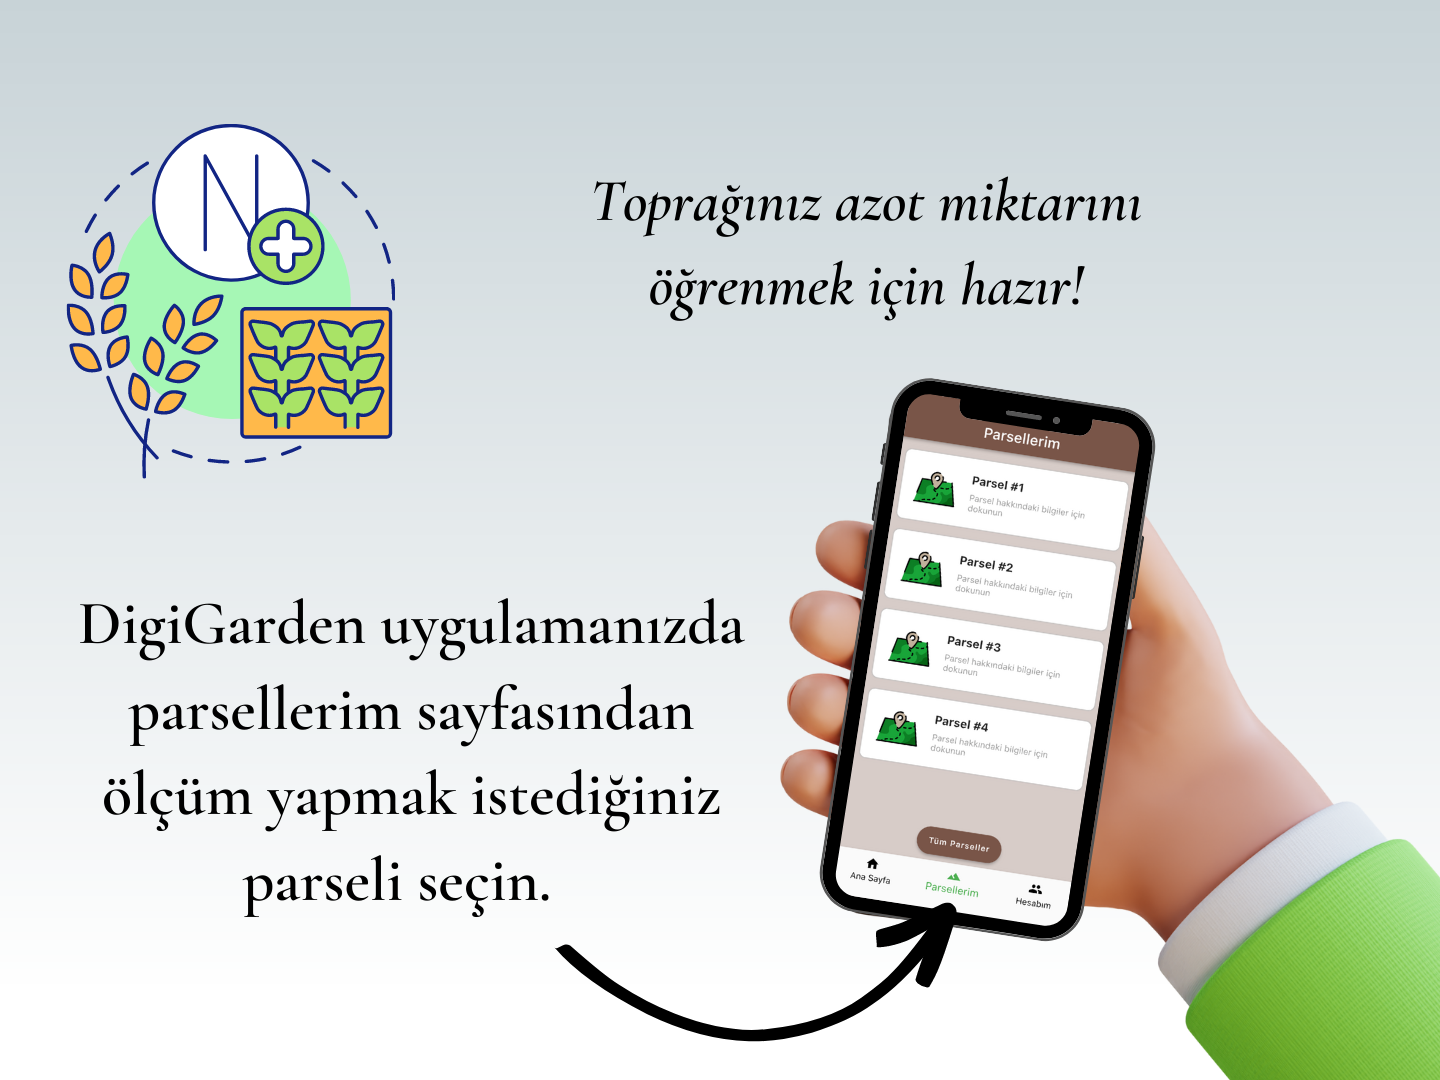 N
Toprağınız azot miktarını
öğrenmek için hazır!
DigiGarden uygulamanızda
parsellerim sayfasından
ölçüm yapmak istediğiniz
parseli seçin.
Parsellerim
Parsel #1
Parsel hakkındaki bilgiler için
dokunun
Parsel #2
Parsel hakkındaki bilgiler için
dokunun
Parsel #3
Parsel hakkındaki bilgiler için
dokunun
Parsel #4
Parsel hakkındaki bilgiler için
dokunun
Tüm Parseller
Ana Sayfa
Parsellerim
Hesabım